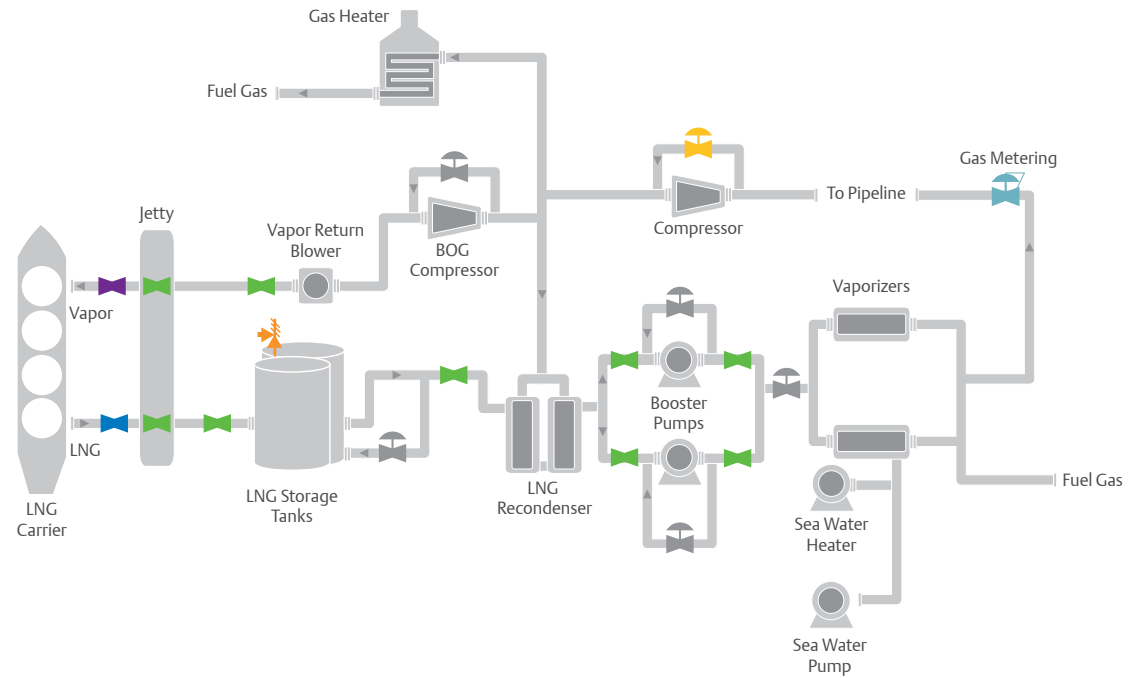 Gas Heater
Fuel Gas
Gas Metering
To Pipeline
Jetty
Vapor Return
Blower
BOG
Compressor
Compressor
Vapor
Vaporizers
Booster
Pumps
LNG
LNG Storage
Tanks
LNG
Recondenser
Fuel Gas
LNG
Carrier
Sea Water
Heater
Sea Water
Pump